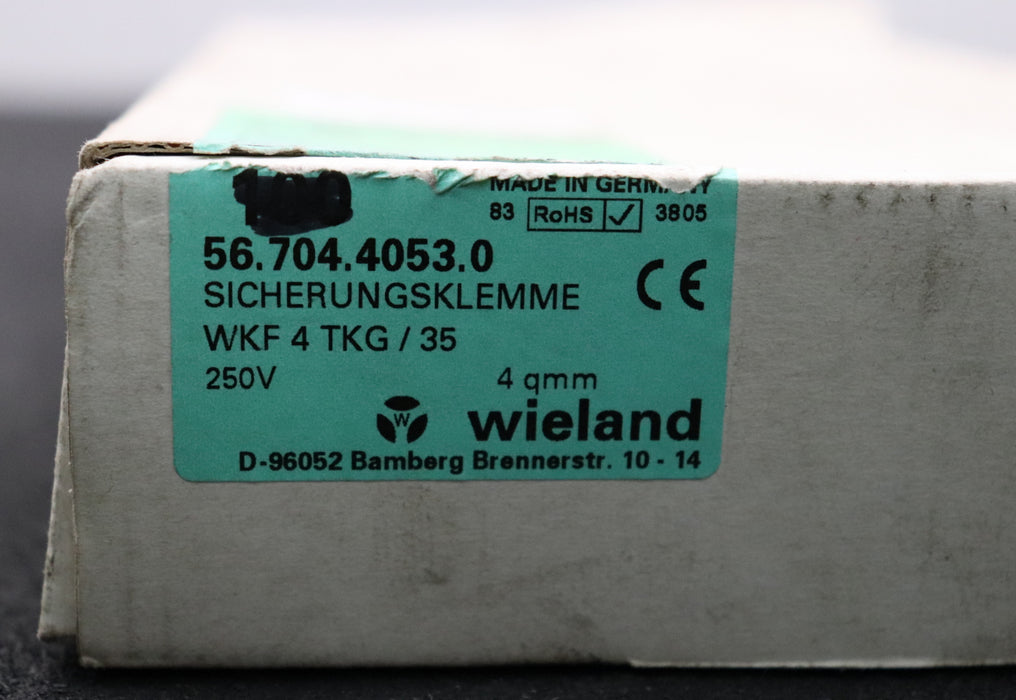 MADE IN GERMANY
83 RoHS ✓ 3805
56.704.4053.0
CE
SICHERUNGSKLEMME
WKF 4 TKG / 35
250V 4 qmm
W wieland
D-96052 Bamberg Brennerstr. 10 - 14